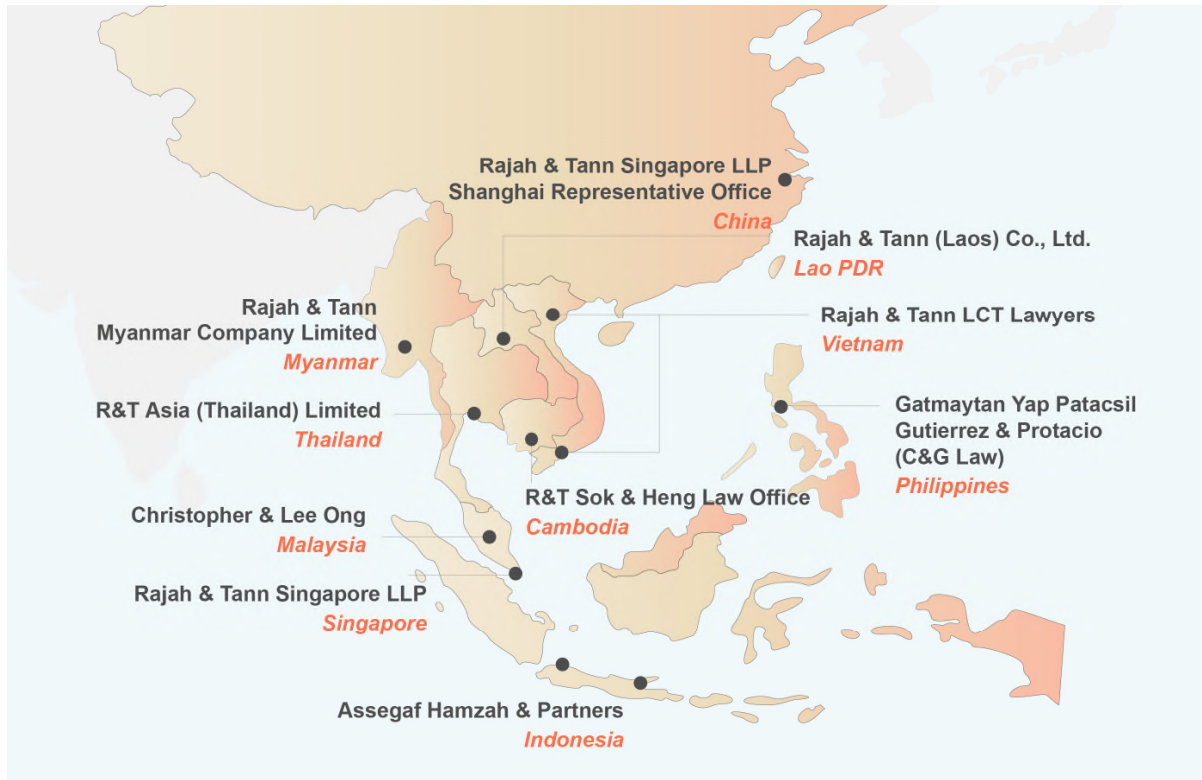 Rajah & Tann Singapore LLP
Shanghai Representative Office
China
Rajah & Tann (Laos) Co., Ltd.
Lao PDR
Rajah & Tann
Myanmar Company Limited
Myanmar
Rajah & Tann LCT Lawyers
Vietnam
R&T Asia (Thailand) Limited
Thailand
Gatmaytan Yap Patacsil
Gutierrez & Protacio
(C&G Law)
Philippines
R&T Sok & Heng Law Office
Cambodia
Christopher & Lee Ong
Malaysia
Rajah & Tann Singapore LLP
Singapore
Assegaf Hamzah & Partners
Indonesia